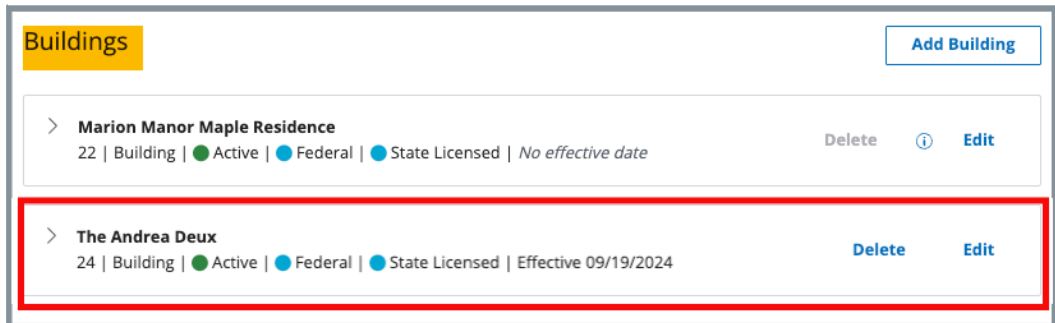 Buildings
Add Building
Marion Manor Maple Residence
22 | Building | Active | Federal | State Licensed | No effective date
Delete Edit
The Andrea Deux
24 | Building | Active | Federal | State Licensed | Effective 09/19/2024
Delete Edit